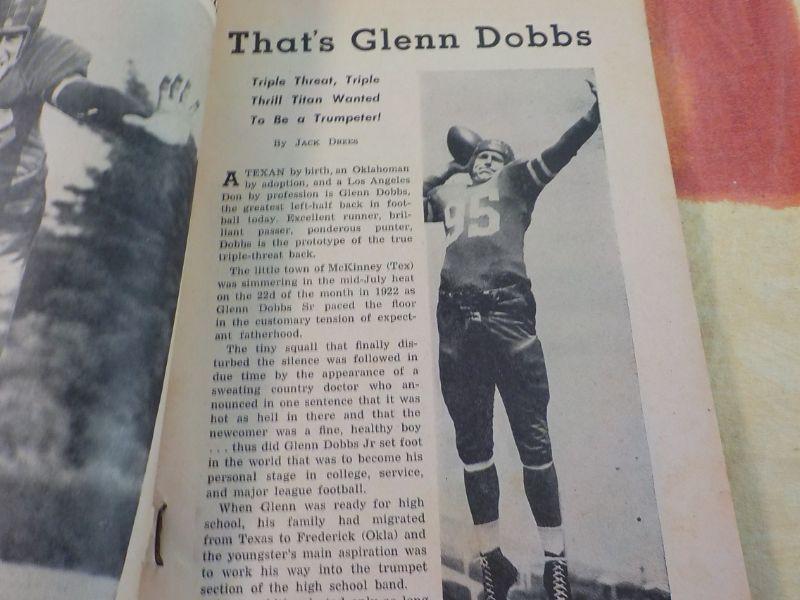 That's Glenn Dobbs
Triple Threat, Triple
Thrill Titan Wanted
To Be a Trumpeter!
By JACK DREES
A TEXAN by birth, an Oklahoman
by adoption, and a Los Angeles
Don by profession is Glenn Dobbs,
the greatest left-half back in foot-
ball today. Excellent runner, bril-
liant passer, ponderous punter,
Dobbs is the prototype of the true
triple-threat back.
The little town of McKinney (Tex)
was simmering in the mid-July heat
on the 22d of the month in 1922 as
Glenn Dobbs Sr paced the floor
in the customary tension of expect-
ant fatherhood.
The tiny squall that finally dis-
turbed the silence was followed in
due time by the appearance of a
sweating country doctor who an-
nounced in one sentence that it was
hot as hell in there and that the
newcomer was a fine, healthy boy
. . . thus did Glenn Dobbs Jr set foot
in the world that was to become his
personal stage in college, service,
and major league football.
When Glenn was ready for high
school, his family had migrated
from Texas to Frederick (Okla) and
the youngster's main aspiration was
to work his way into the trumpet
section of the high school band.
95